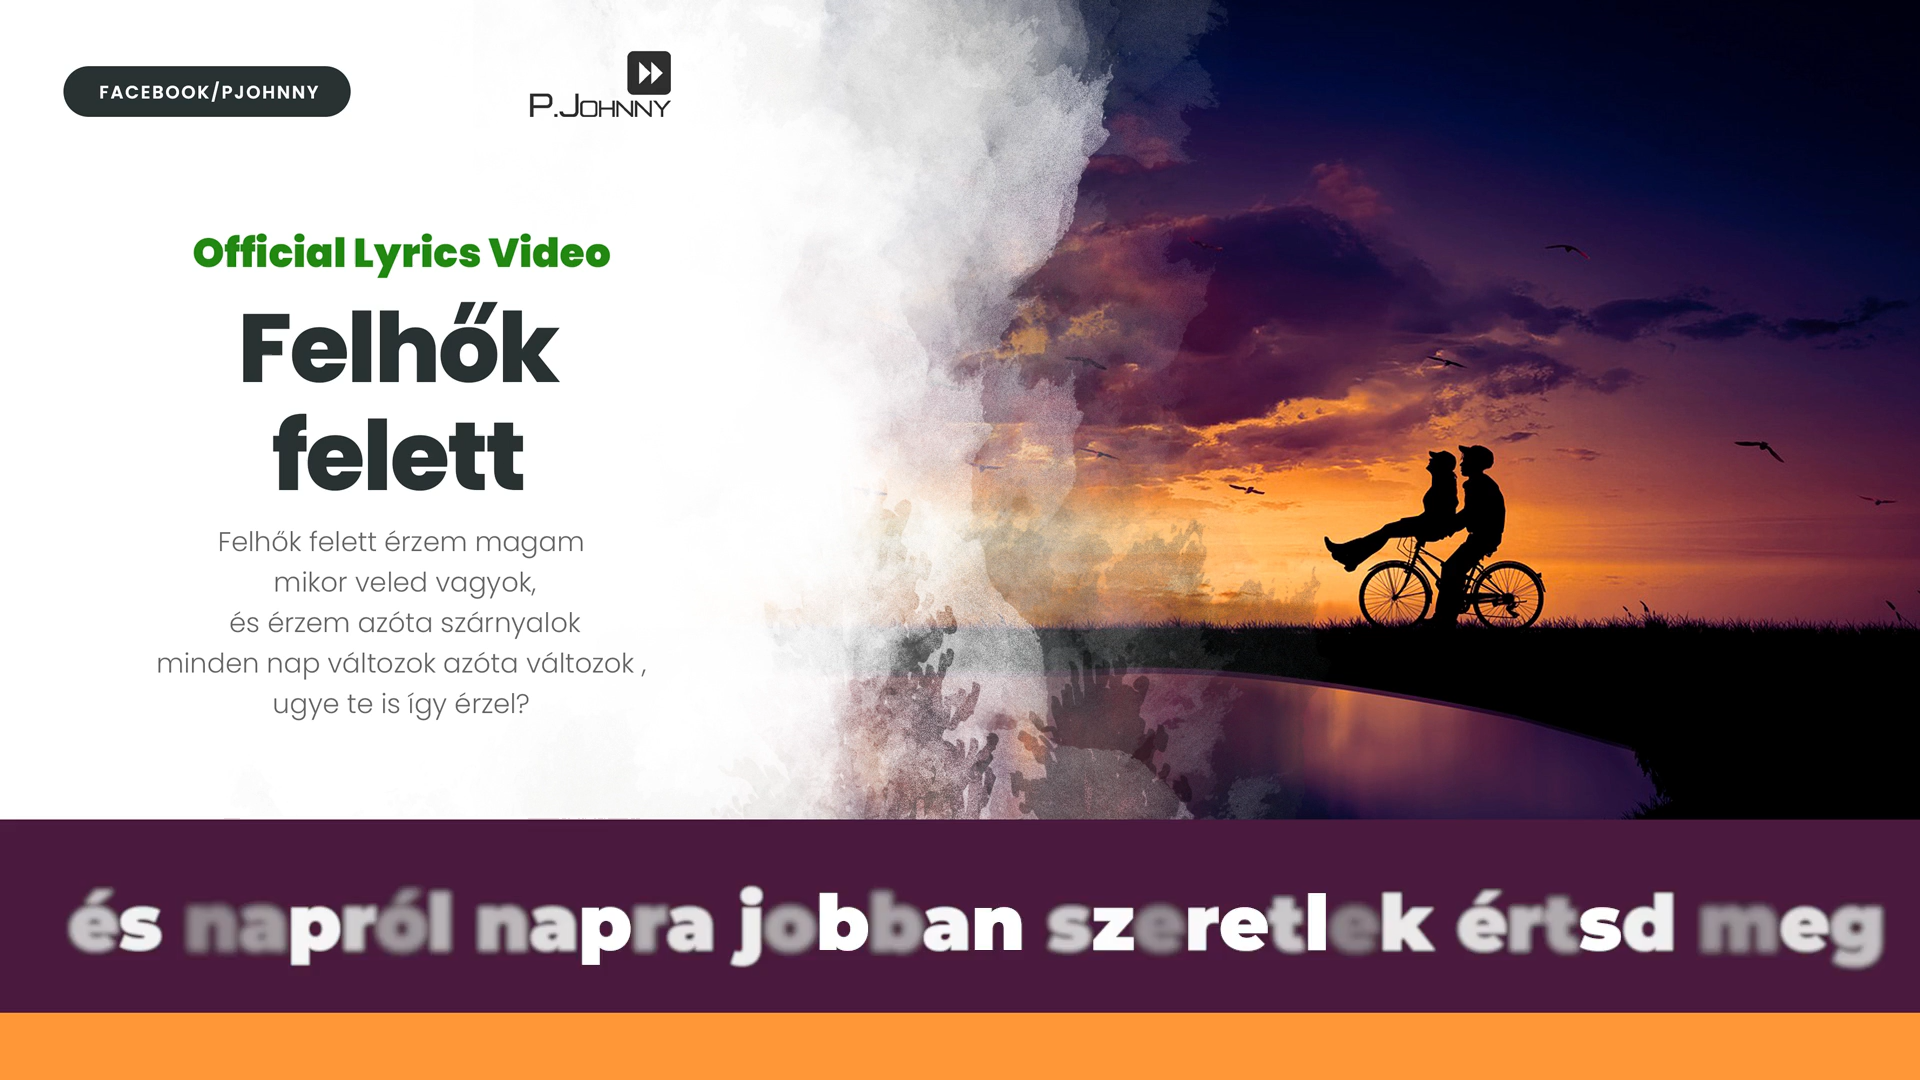 FACEBOOK/PJOHNNY
P.JOHNNY
Official Lyrics Video
Felhők
felett
Felhők felett érzem magam
mikor veled vagyok,
és érzem azóta szárnyalok
minden nap változok azóta változok ,
ugye te is így érzel?
és napról napra jobban szeretlek értsd meg